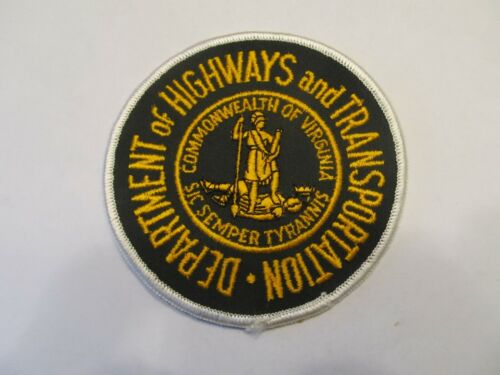 DEPARTMENT of HIGHWAYS and TRANSPORTATION •
COMMONWEALTH OF VIRGINIA
SIC SEMPER TYRANNIS